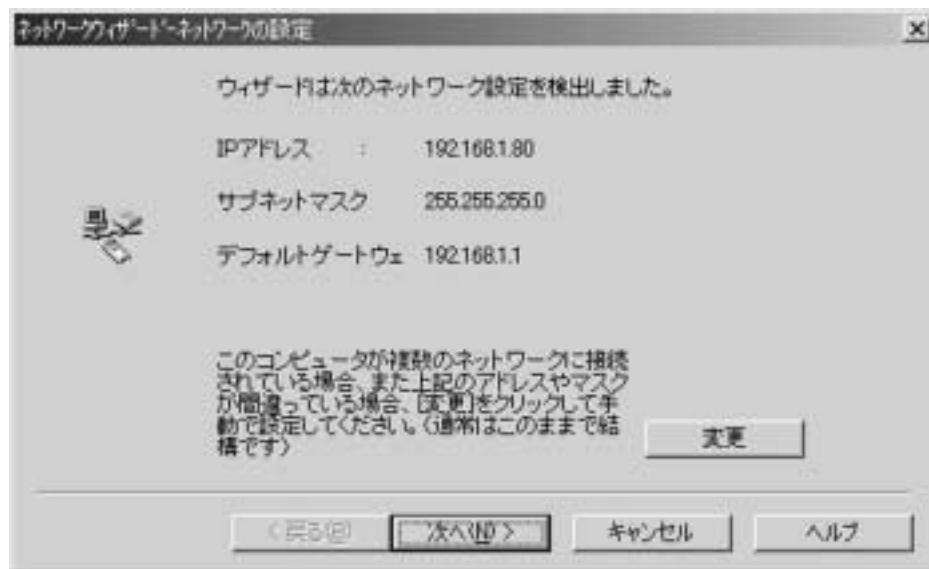 ネットワークウィザード-ネットワークの設定
ウィザードは次のネットワーク設定を検出しました。
IPアドレス : 192.168.1.80
サブネットマスク 255.255.255.0
デフォルトゲートウェ 192.168.1.1
このコンピュータが複数のネットワークに接続
されている場合、また上記のアドレスやマスク
が間違っている場合、[変更]をクリックして手
動で設定してください。(通常はこのままで結
構です)
変更
< 戻る(B) 次へ(N) > キャンセル ヘルプ